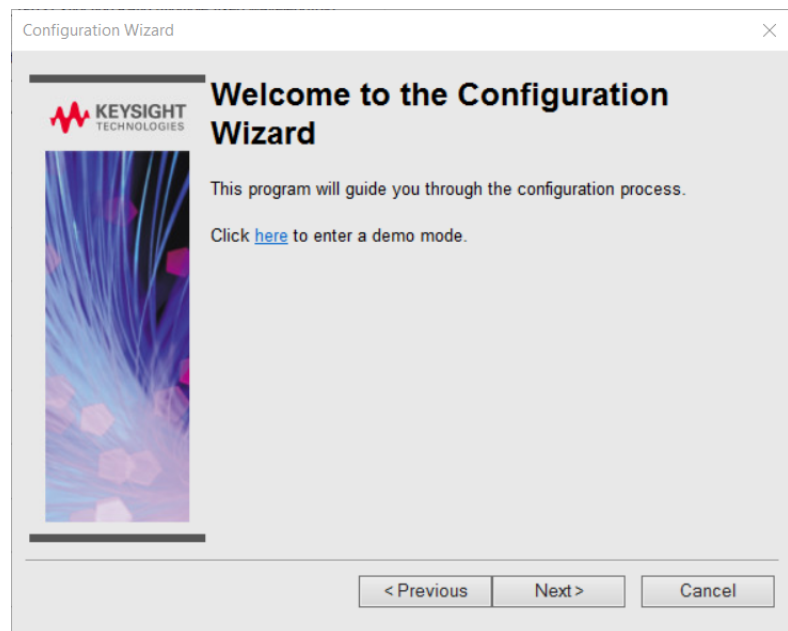 Configuration Wizard
KEYSIGHT
TECHNOLOGIES
Welcome to the Configuration
Wizard
This program will guide you through the configuration process.
Click here to enter a demo mode.
< Previous
Next >
Cancel